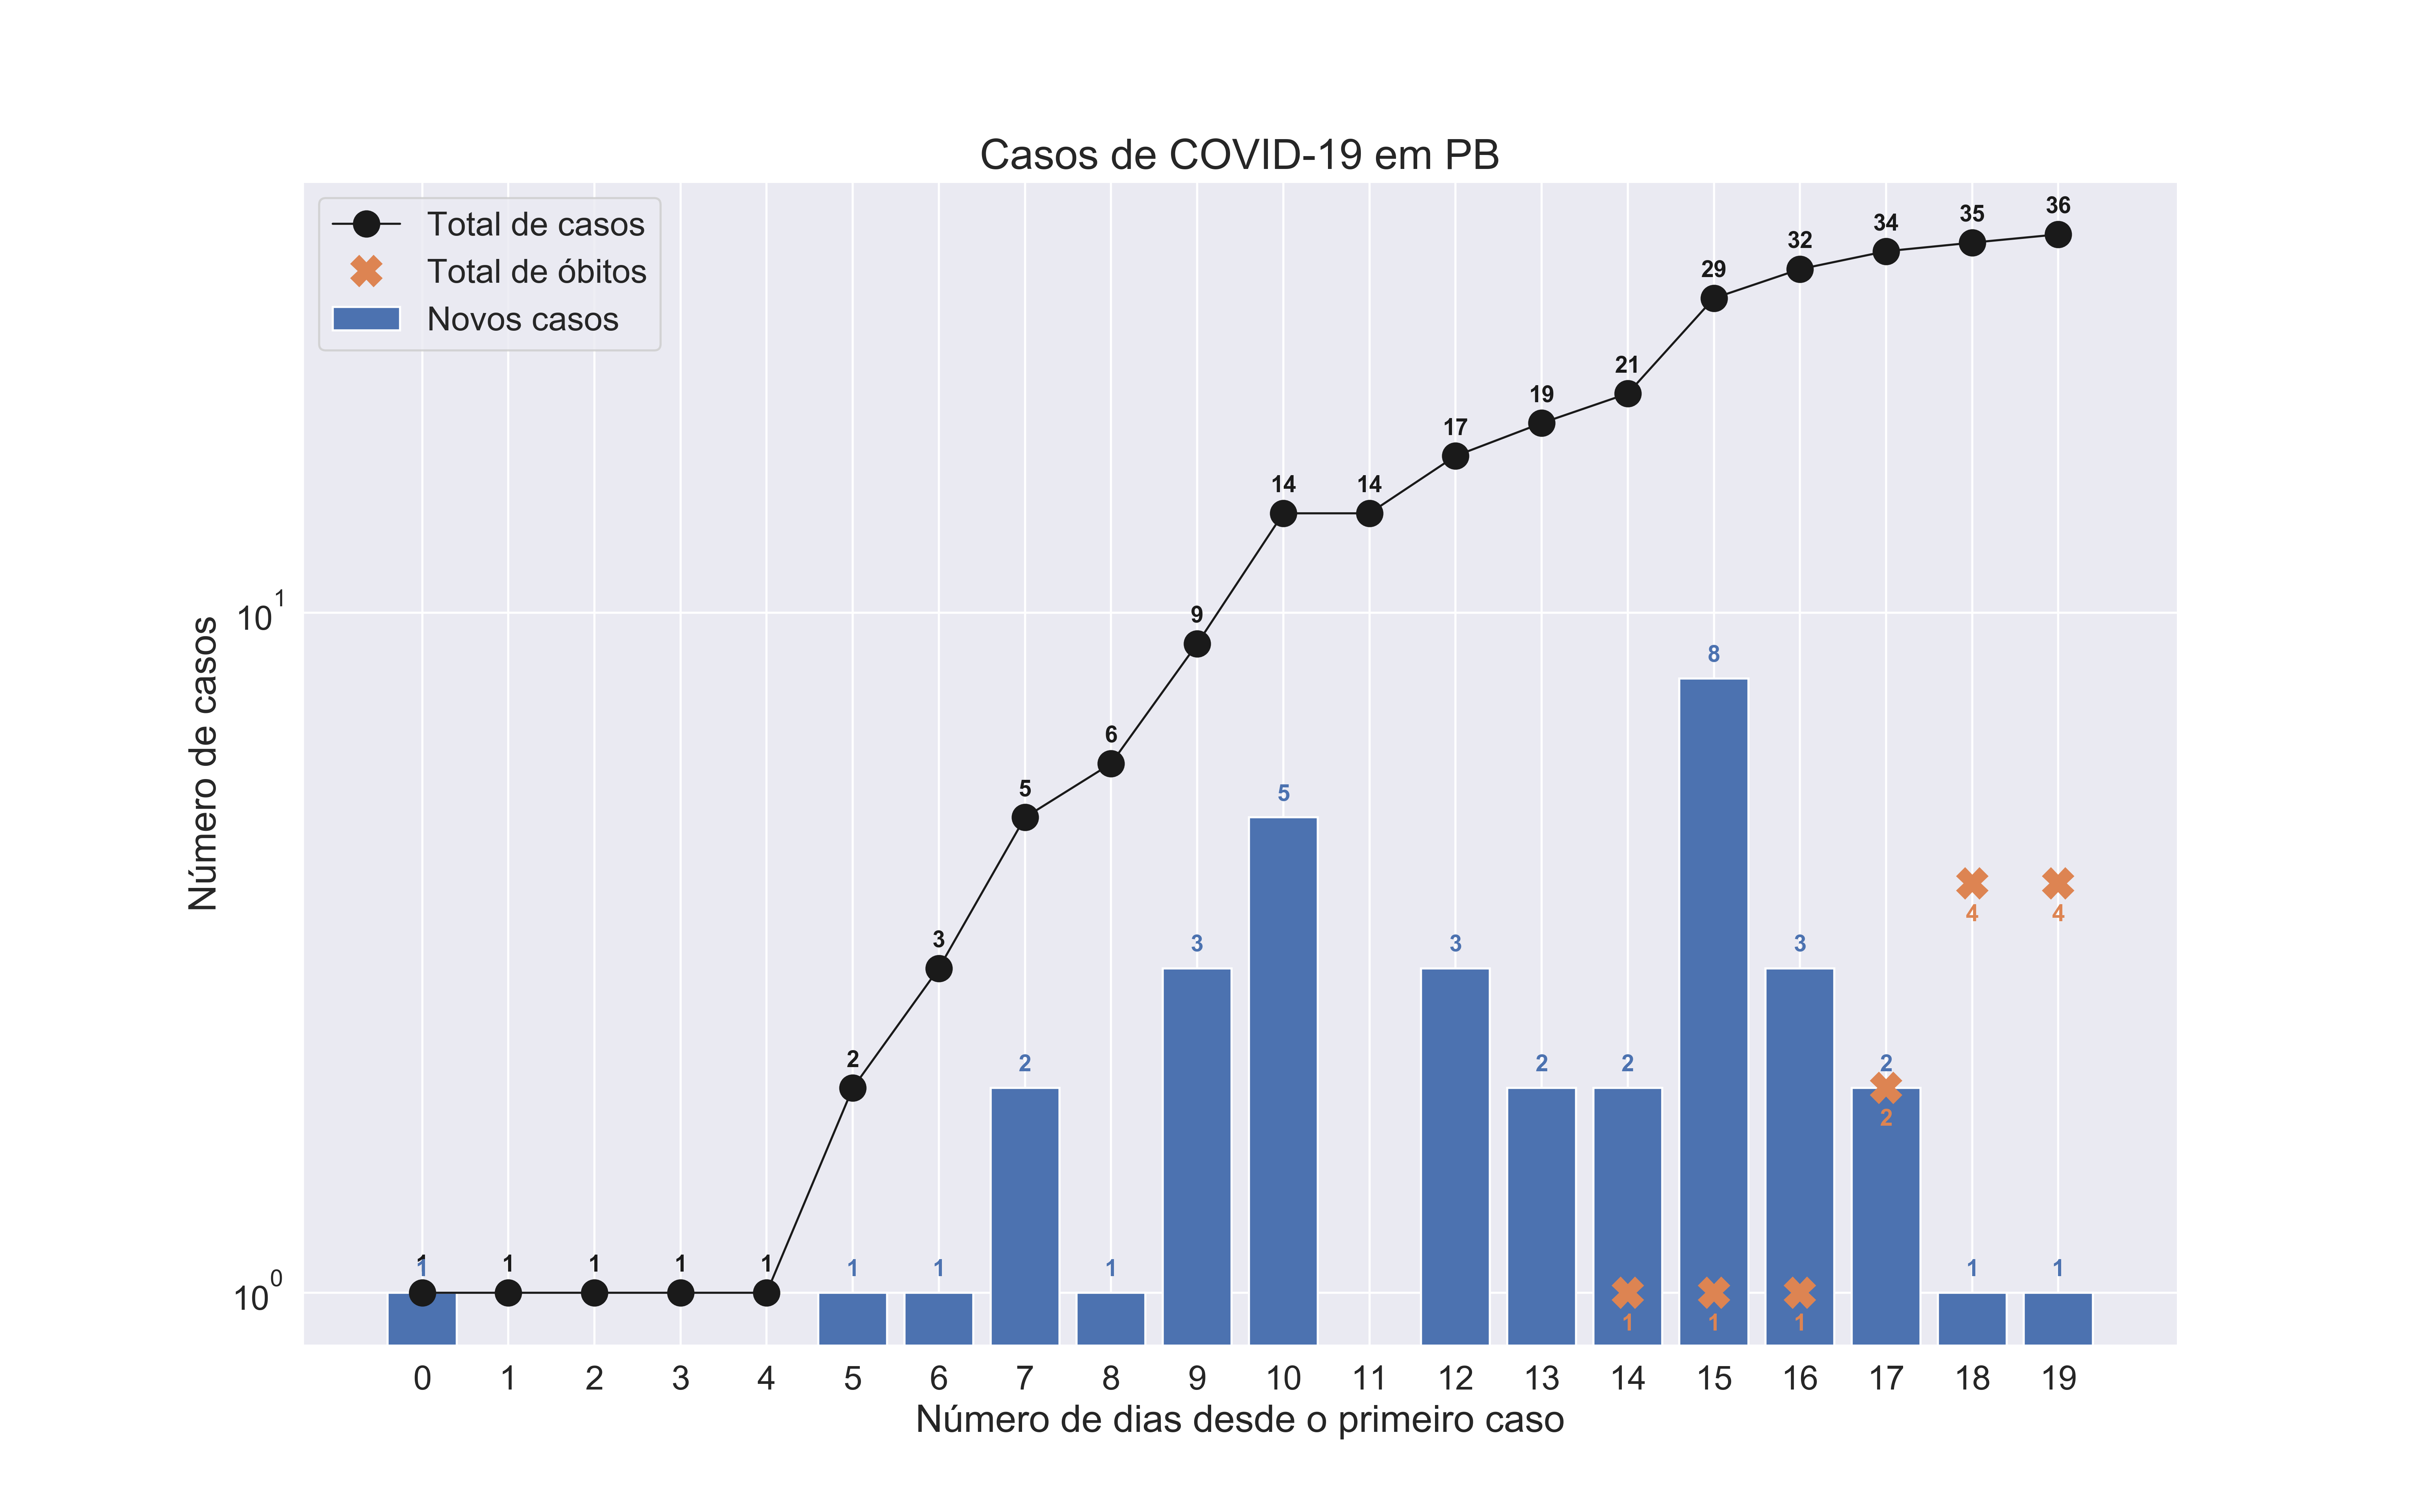 Casos de COVID-19 em PB
Total de casos
Total de óbitos
Novos casos
Número de casos
10^1
10^0
1 1 1 1 1 2 3 5 6 9 14 14 17 19 21 29 32 34 35 36
1 1 1 2 1 3 5 3 2 2 8 3 2 1 1
1 1 1 2 4 4
0 1 2 3 4 5 6 7 8 9 10 11 12 13 14 15 16 17 18 19
Número de dias desde o primeiro caso